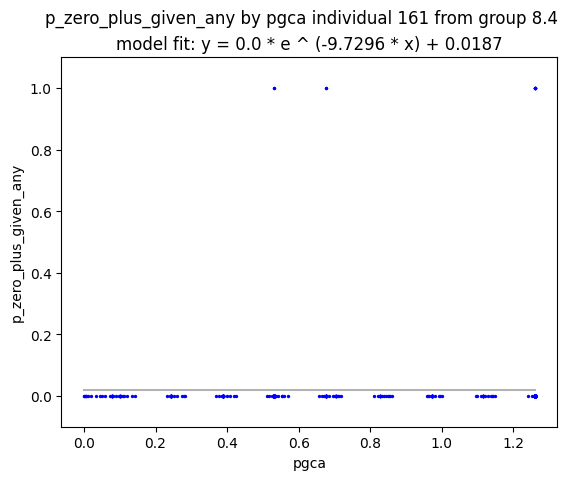 p_zero_plus_given_any by pgca individual 161 from group 8.4
model fit: y = 0.0 * e ^ (-9.7296 * x) + 0.0187
1.0
0.8
0.6
0.4
0.2
0.0
p_zero_plus_given_any
0.0 0.2 0.4 0.6 0.8 1.0 1.2
pgca